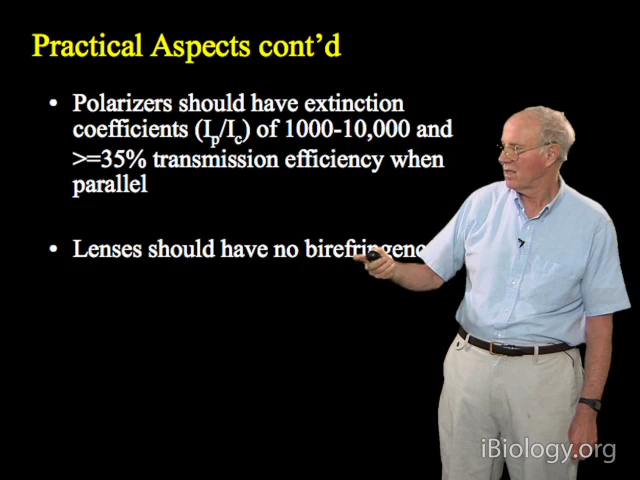 Practical Aspects cont’d
• Polarizers should have extinction
coefficients (Ip/Ic) of 1000-10,000 and
>=35% transmission efficiency when
parallel
• Lenses should have no birefringenc
iBiology.org